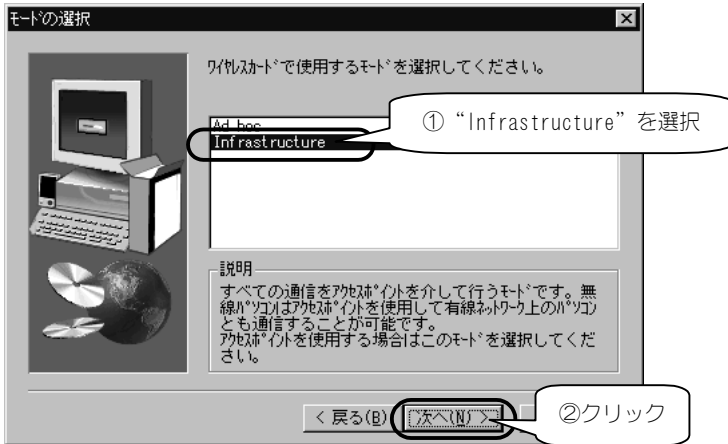 モードの選択
ワイヤレスカードで使用するモードを選択してください。
Ad hoc
Infrastructure
①“Infrastructure”を選択
説明
すべての通信をアクセスポイントを介して行うモードです。無
線パソコンはアクセスポイントを使用して有線ネットワーク上のパソコン
とも通信することが可能です。
アクセスポイントを使用する場合はこのモードを選択してくだ
さい。
< 戻る(B)
次へ(N) >
②クリック